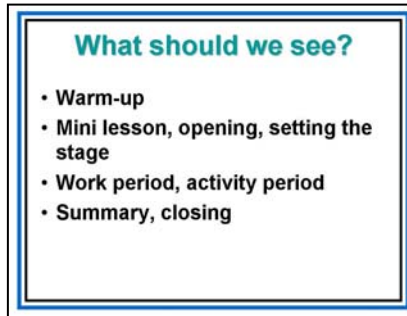 What should we see?
• Warm-up
• Mini lesson, opening, setting the
stage
• Work period, activity period
• Summary, closing